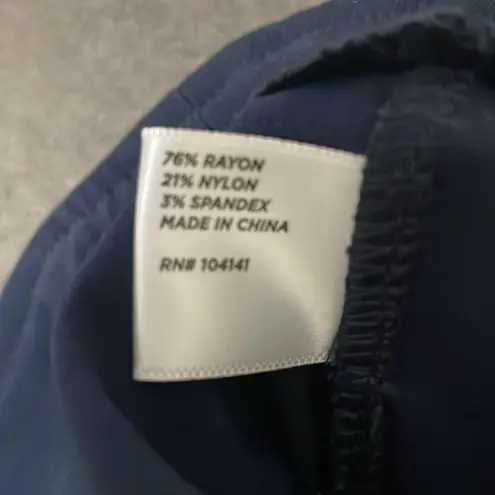 76% RAYON
21% NYLON
3% SPANDEX
MADE IN CHINA
RN# 104141